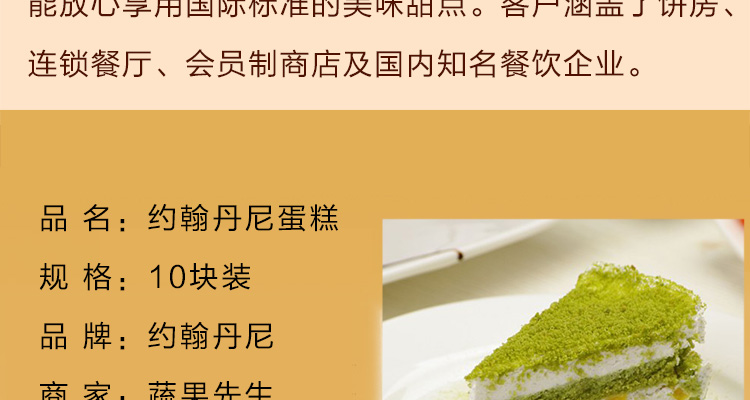 能放心享用国际标准的美味甜点。客户涵盖了饼房、
连锁餐厅、会员制商店及国内知名餐饮企业。
品 名：约翰丹尼蛋糕
规 格：10块装
品 牌：约翰丹尼
商 家：蔬果先生